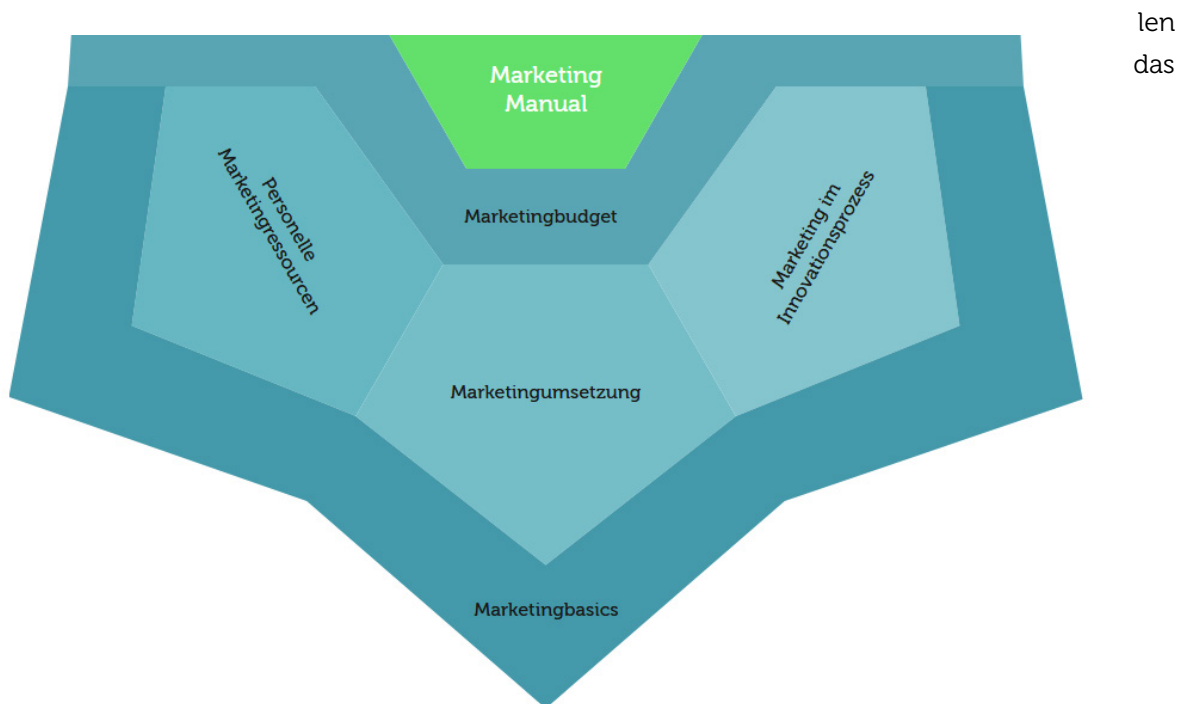 len
das
Marketing
Manual
Marketingbudget
Personelle
Marketingressourcen
Marketing im
Innovationsprozess
Marketingumsetzung
Marketingbasics